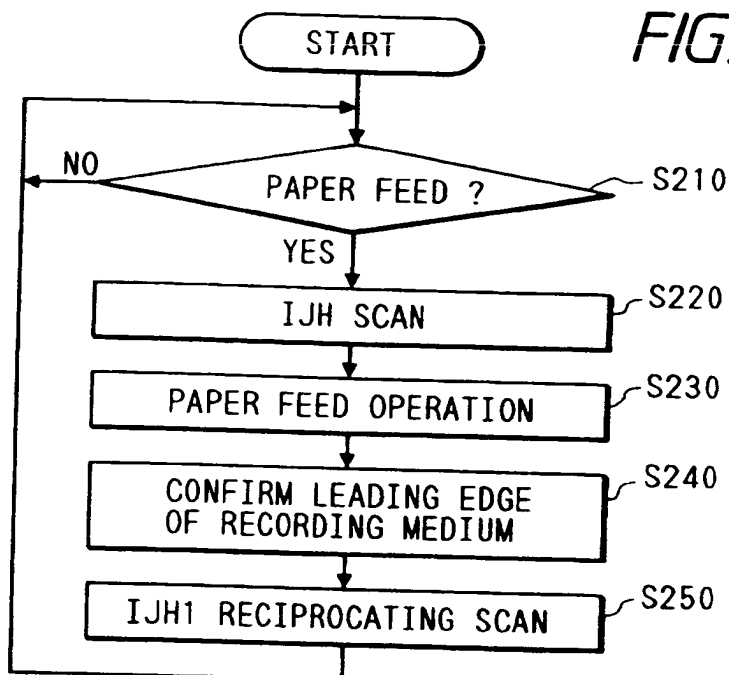 START
FIG.
NO
PAPER FEED ?
S210
YES
IJH SCAN
S220
PAPER FEED OPERATION
S230
CONFIRM LEADING EDGE
OF RECORDING MEDIUM
S240
IJH1 RECIPROCATING SCAN
S250